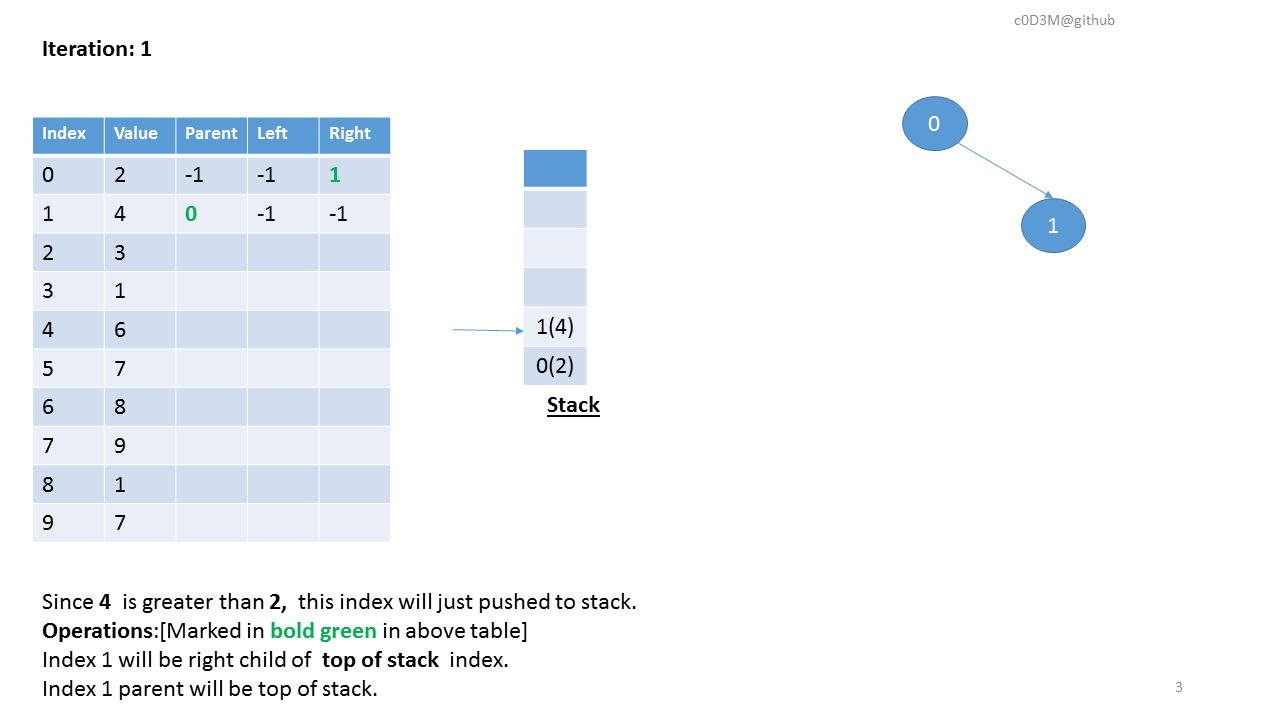 c0D3M@github
Iteration: 1
Index Value Parent Left Right
0 2 -1 -1 1
1 4 0 -1 -1
2 3
3 1
4 6
5 7
6 8
7 9
8 1
9 7
1(4)
0(2)
Stack
0
1
Since 4 is greater than 2, this index will just pushed to stack.
Operations:[Marked in bold green in above table]
Index 1 will be right child of top of stack index.
Index 1 parent will be top of stack.
3